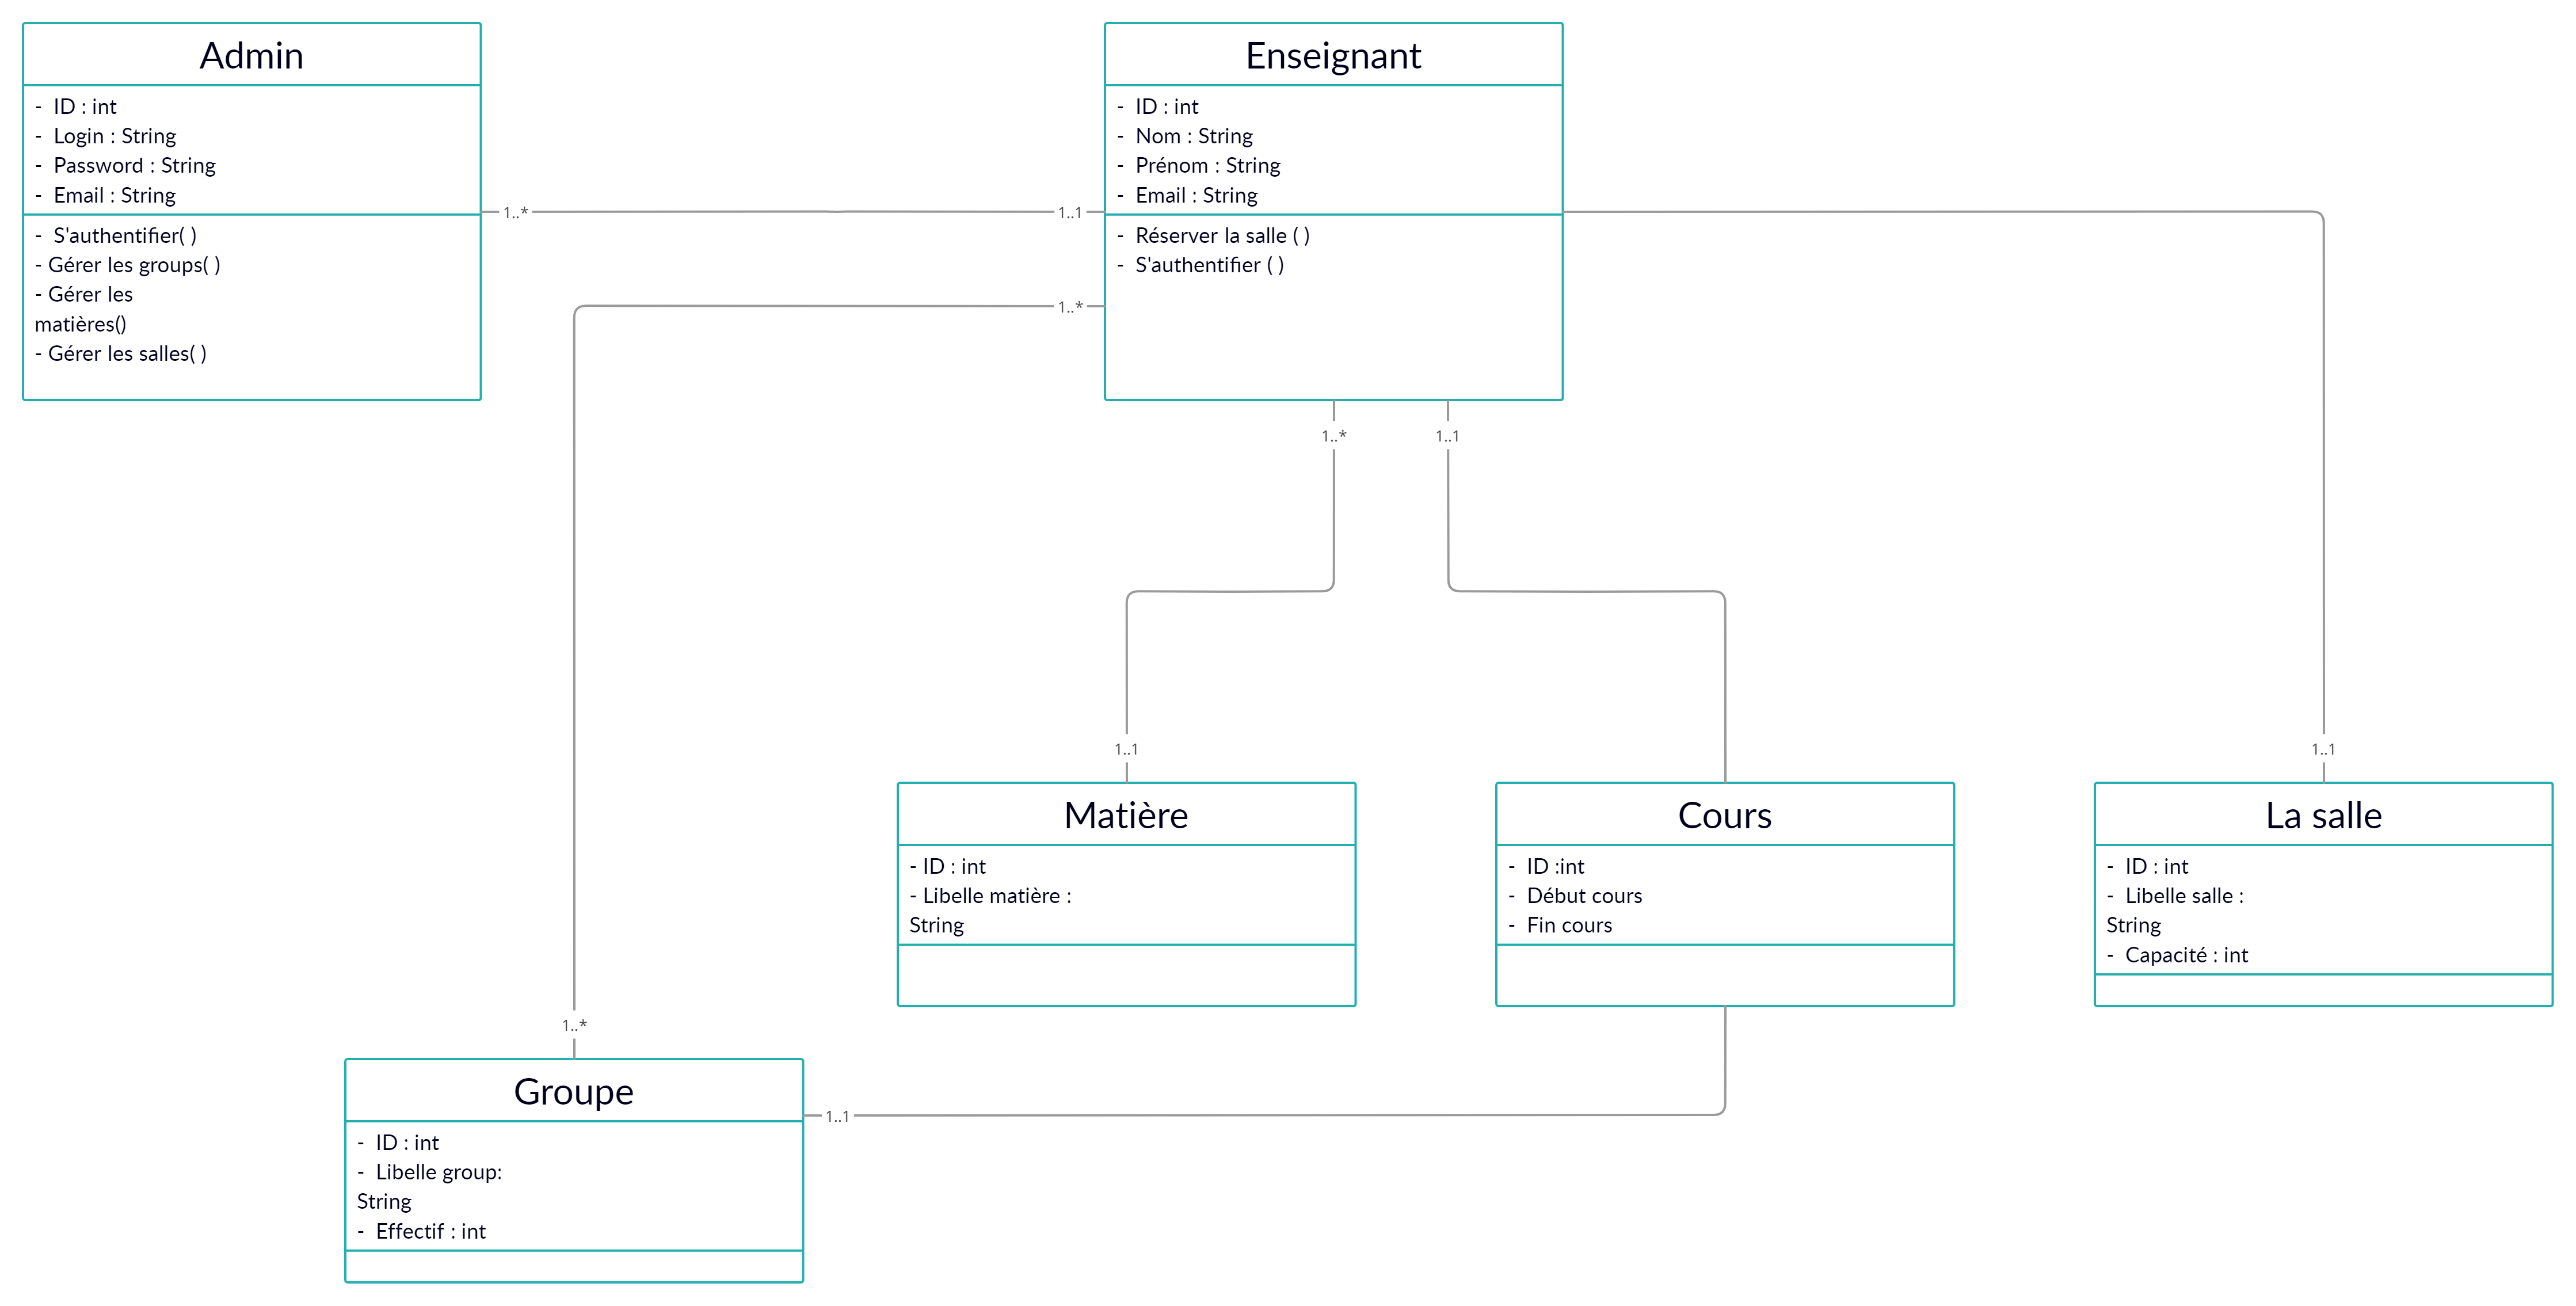 Admin
- ID : int
- Login : String
- Password : String
- Email : String
- S'authentifier( )
- Gérer les groups( )
- Gérer les
matières()
- Gérer les salles( )
Enseignant
- ID : int
- Nom : String
- Prénom : String
- Email : String
- Réserver la salle ( )
- S'authentifier ( )
1..*
1..1
1..*
1..*
1..1
1..1
1..1
Matière
- ID : int
- Libelle matière :
String
Cours
- ID :int
- Début cours
- Fin cours
La salle
- ID : int
- Libelle salle :
String
- Capacité : int
1..*
Groupe
- ID : int
- Libelle group:
String
- Effectif : int
1..1